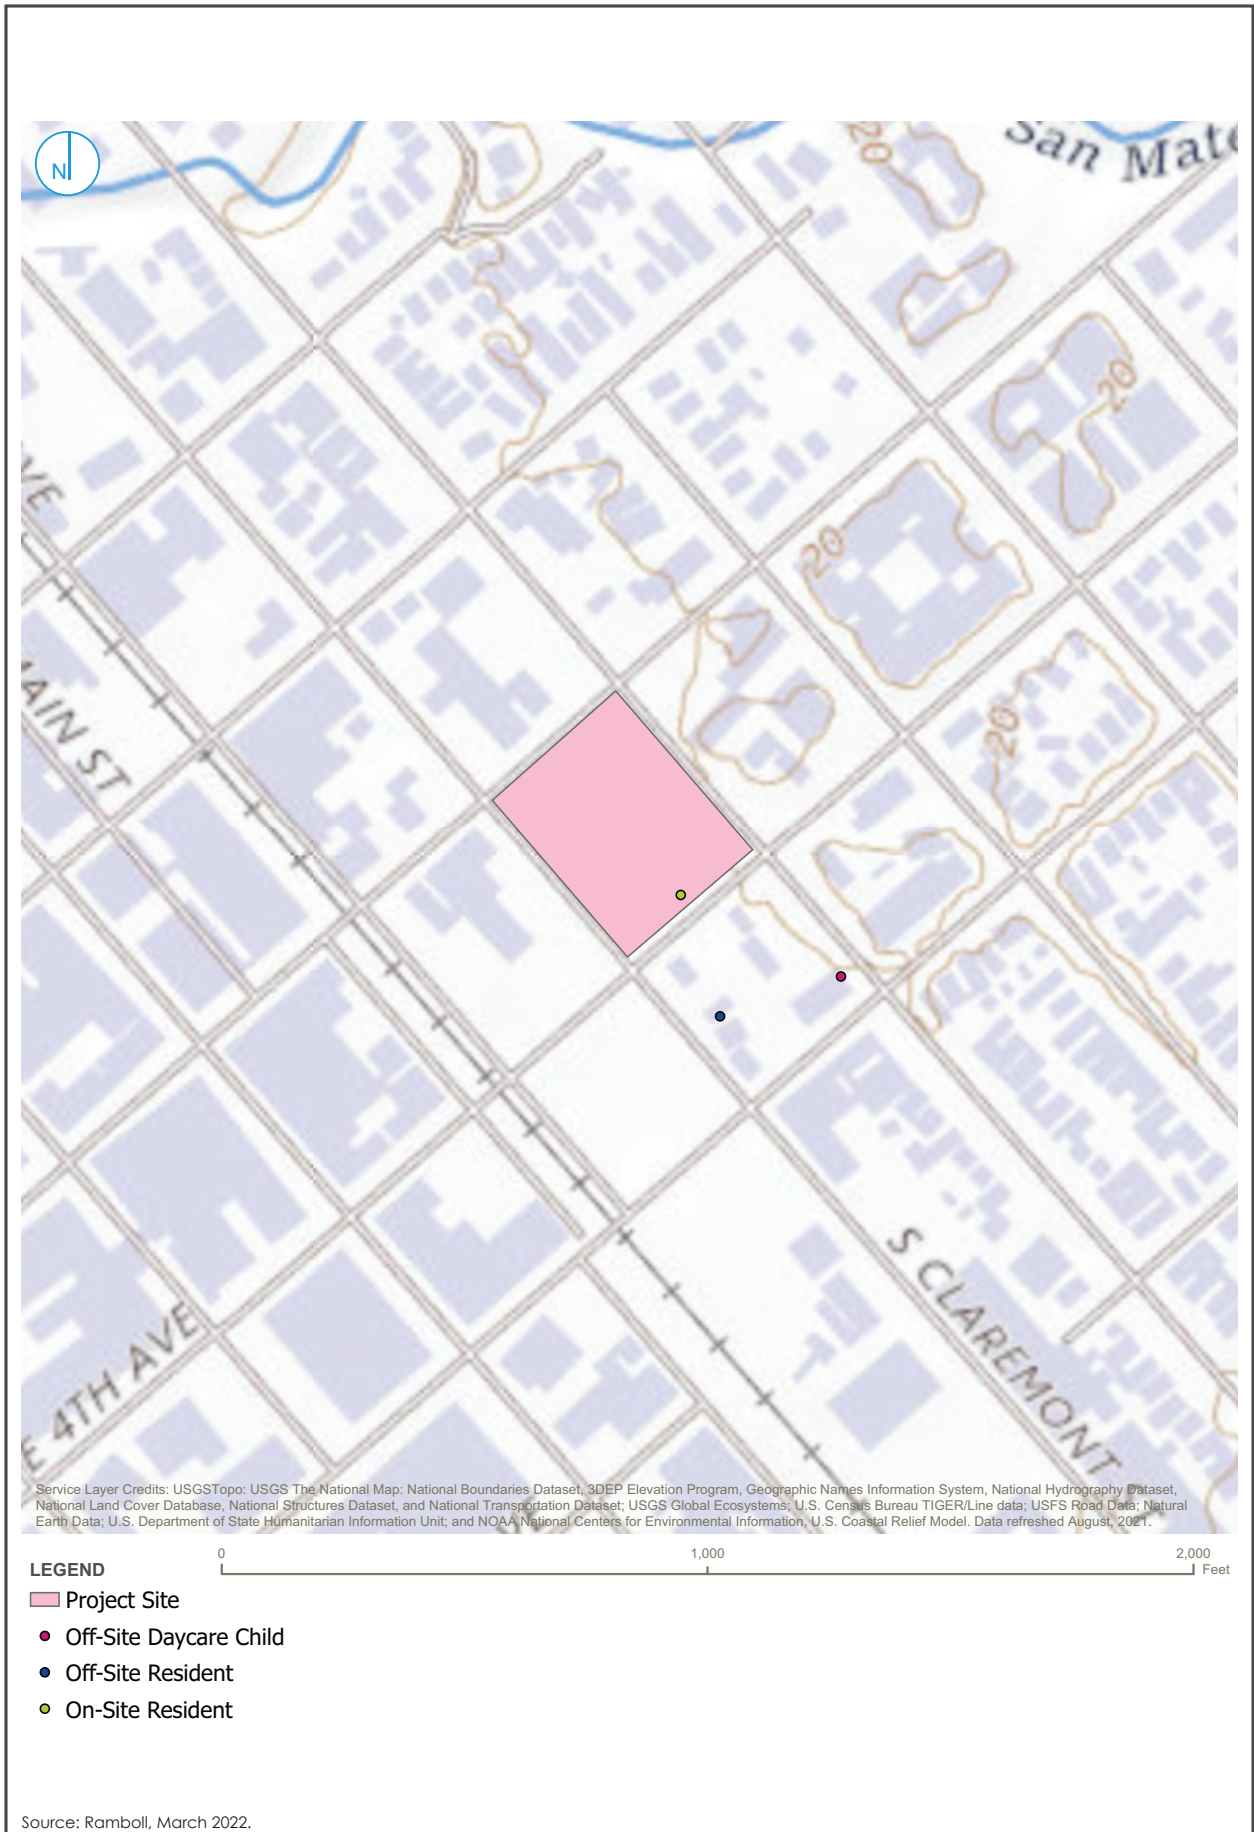 N
20
San Mate
20
VE
20
20
MAIN ST
S CLAREMONT ST
E 4TH AVE
VE
Service Layer Credits: USGSTopo: USGS The National Map: National Boundaries Dataset, 3DEP Elevation Program, Geographic Names Information System, National Hydrography Dataset,
National Land Cover Database, National Structures Dataset, and National Transportation Dataset; USGS Global Ecosystems; U.S. Census Bureau TIGER/Line data; USFS Road Data; Natural
Earth Data; U.S. Department of State Humanitarian Information Unit; and NOAA National Centers for Environmental Information, U.S. Coastal Relief Model. Data refreshed August, 2021.
0 1,000 2,000
Feet
LEGEND
Project Site
Off-Site Daycare Child
Off-Site Resident
On-Site Resident
Source: Ramboll, March 2022.